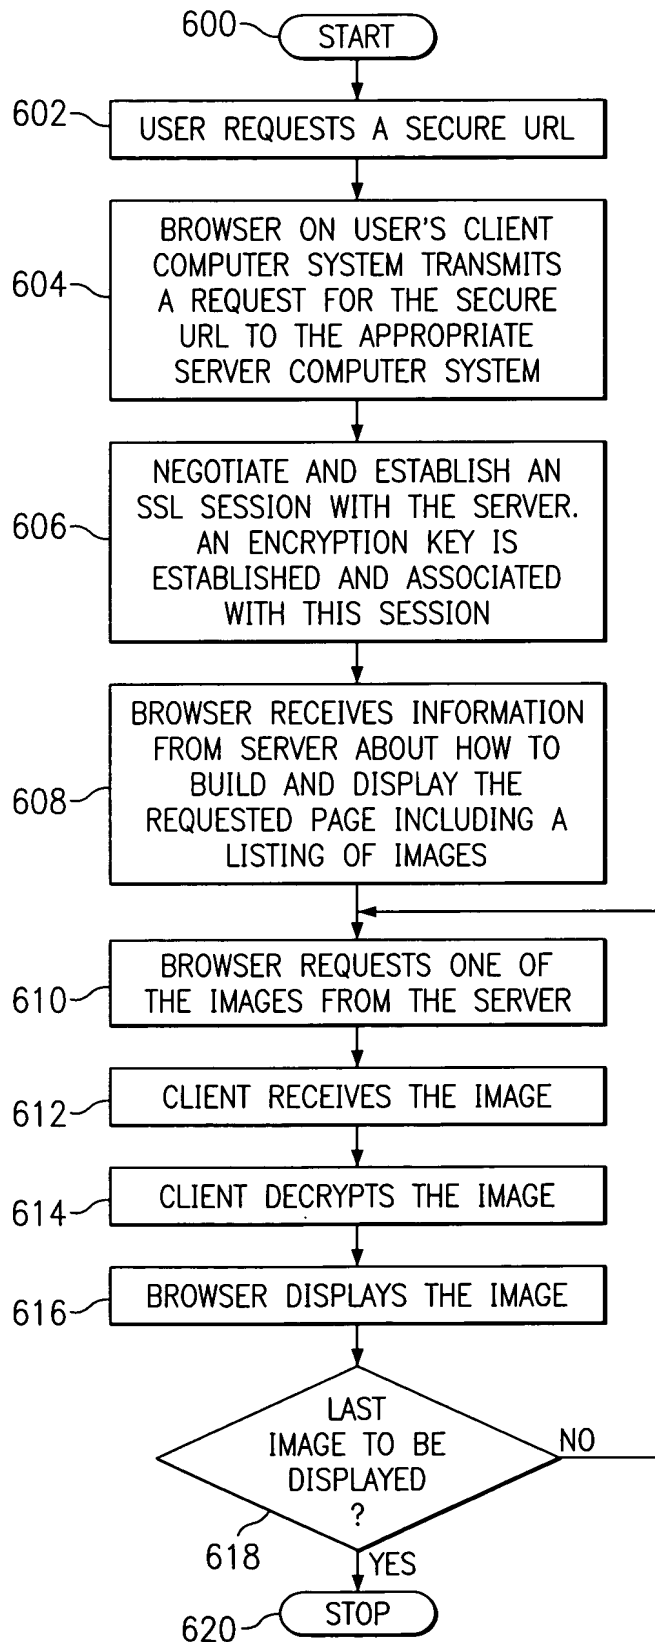 600
START
602
USER REQUESTS A SECURE URL
604
BROWSER ON USER'S CLIENT
COMPUTER SYSTEM TRANSMITS
A REQUEST FOR THE SECURE
URL TO THE APPROPRIATE
SERVER COMPUTER SYSTEM
606
NEGOTIATE AND ESTABLISH AN
SSL SESSION WITH THE SERVER.
AN ENCRYPTION KEY IS
ESTABLISHED AND ASSOCIATED
WITH THIS SESSION
608
BROWSER RECEIVES INFORMATION
FROM SERVER ABOUT HOW TO
BUILD AND DISPLAY THE
REQUESTED PAGE INCLUDING A
LISTING OF IMAGES
610
BROWSER REQUESTS ONE OF
THE IMAGES FROM THE SERVER
612
CLIENT RECEIVES THE IMAGE
614
CLIENT DECRYPTS THE IMAGE
616
BROWSER DISPLAYS THE IMAGE
LAST
IMAGE TO BE
DISPLAYED
?
NO
618
YES
620
STOP